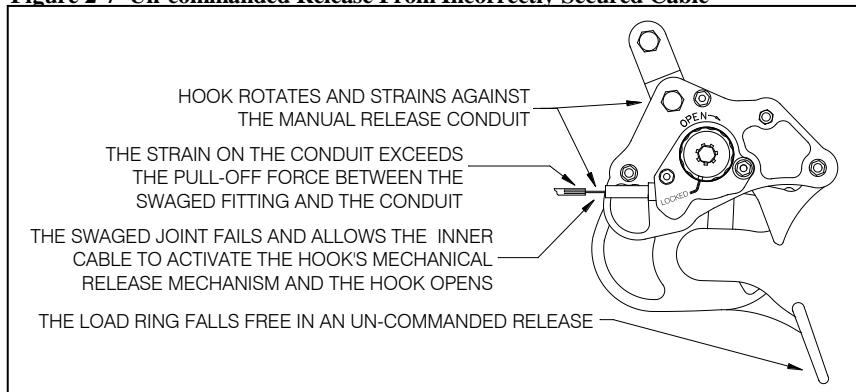 Figure 2-7 Un-commanded Release From Incorrectly Secured Cable
HOOK ROTATES AND STRAINS AGAINST
THE MANUAL RELEASE CONDUIT
OPEN
THE STRAIN ON THE CONDUIT EXCEEDS
THE PULL-OFF FORCE BETWEEN THE
SWAGED FITTING AND THE CONDUIT
LOCKED
THE SWAGED JOINT FAILS AND ALLOWS THE INNER
CABLE TO ACTIVATE THE HOOK'S MECHANICAL
RELEASE MECHANISM AND THE HOOK OPENS
THE LOAD RING FALLS FREE IN AN UN-COMMANDED RELEASE